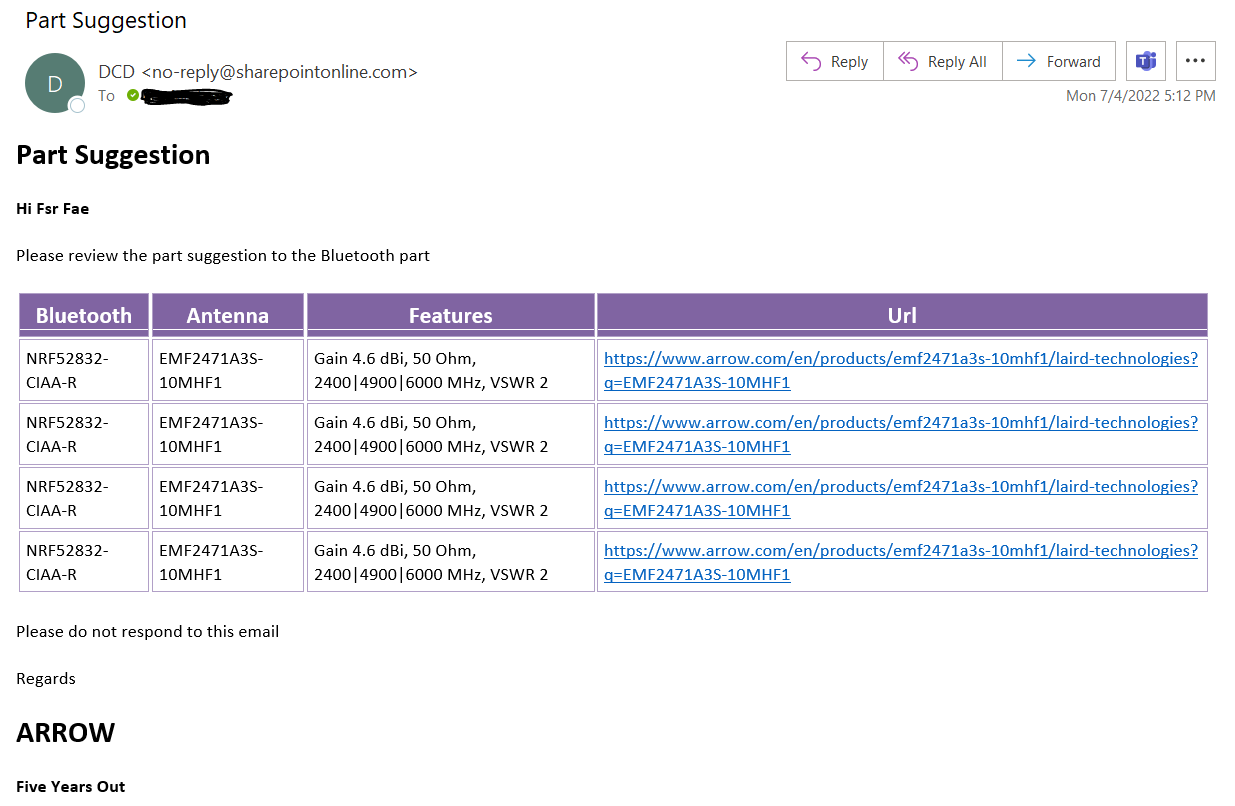 Part Suggestion
D
DCD <no-reply@sharepointonline.com>
To
Reply
Reply All
Forward
Mon 7/4/2022 5:12 PM
Part Suggestion
Hi Fsr Fae
Please review the part suggestion to the Bluetooth part
Bluetooth Antenna Features Url
NRF52832- EMF2471A3S- Gain 4.6 dBi, 50 Ohm, https://www.arrow.com/en/products/emf2471a3s-10mhf1/laird-technologies?
CIAA-R 10MHF1 2400|4900|6000 MHz, VSWR 2 q=EMF2471A3S-10MHF1
NRF52832- EMF2471A3S- Gain 4.6 dBi, 50 Ohm, https://www.arrow.com/en/products/emf2471a3s-10mhf1/laird-technologies?
CIAA-R 10MHF1 2400|4900|6000 MHz, VSWR 2 q=EMF2471A3S-10MHF1
NRF52832- EMF2471A3S- Gain 4.6 dBi, 50 Ohm, https://www.arrow.com/en/products/emf2471a3s-10mhf1/laird-technologies?
CIAA-R 10MHF1 2400|4900|6000 MHz, VSWR 2 q=EMF2471A3S-10MHF1
NRF52832- EMF2471A3S- Gain 4.6 dBi, 50 Ohm, https://www.arrow.com/en/products/emf2471a3s-10mhf1/laird-technologies?
CIAA-R 10MHF1 2400|4900|6000 MHz, VSWR 2 q=EMF2471A3S-10MHF1
Please do not respond to this email
Regards
ARROW
Five Years Out